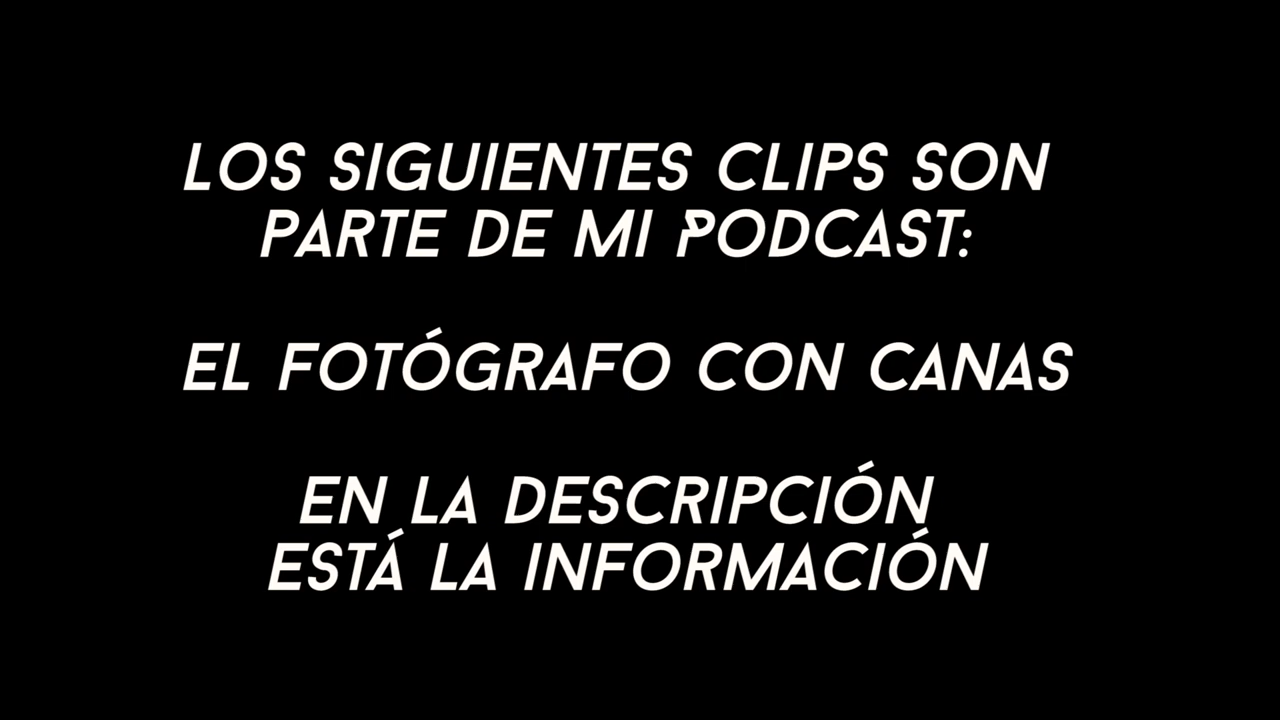 LOS SIGUIENTES CLIPS SON
PARTE DE MI PODCAST:
EL FOTÓGRAFO CON CANAS
EN LA DESCRIPCIÓN
ESTÁ LA INFORMACIÓN